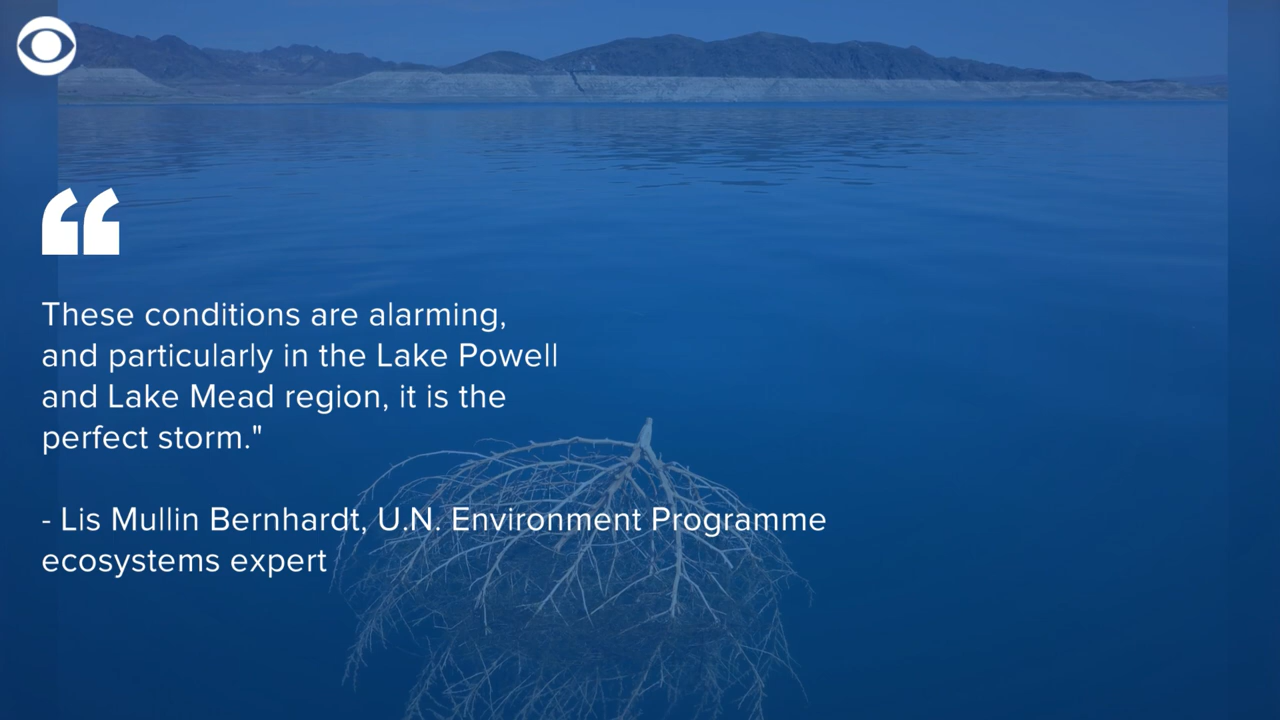 “
These conditions are alarming,
and particularly in the Lake Powell
and Lake Mead region, it is the
perfect storm."
- Lis Mullin Bernhardt, U.N. Environment Programme
ecosystems expert